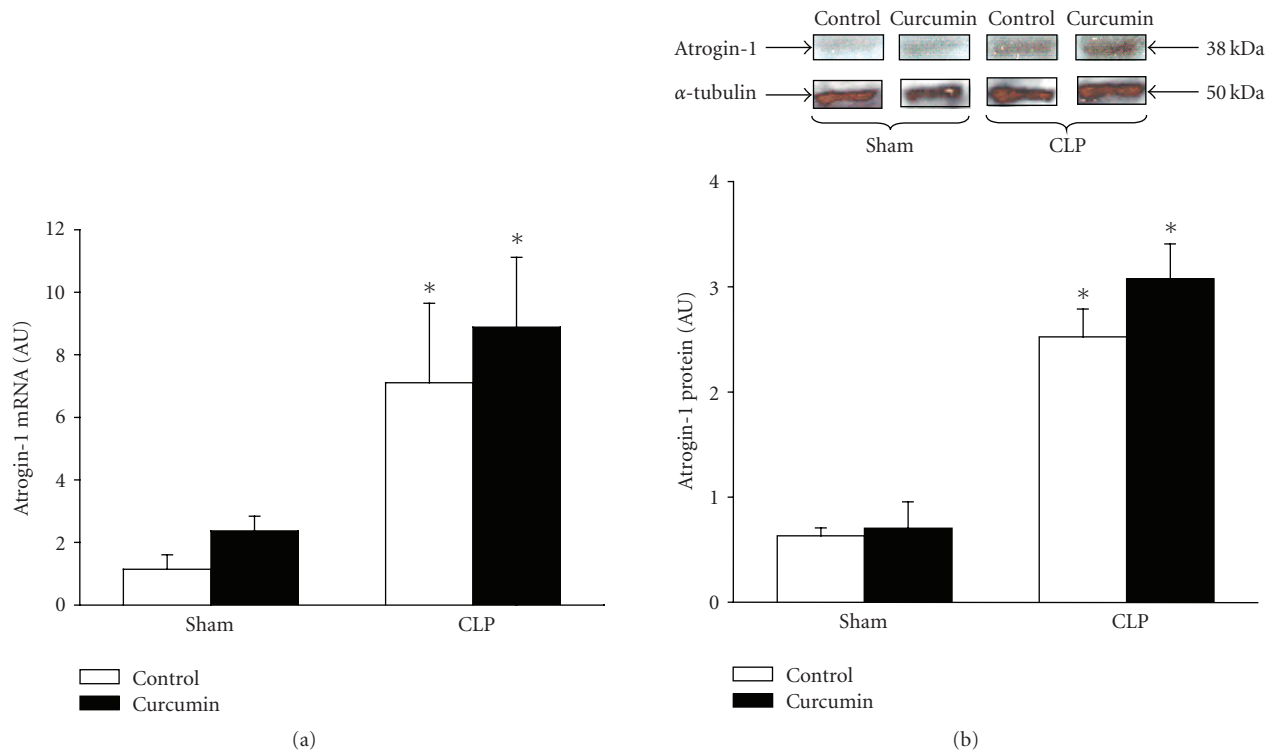 Control Curcumin Control Curcumin
Atrogin-1 38 kDa
α-tubulin 50 kDa
Sham CLP
Atrogin-1 mRNA (AU)
12
10
8
6
4
2
0
*
*
Sham CLP
Control
Curcumin
(a)
Atrogin-1 protein (AU)
4
3
2
1
0
*
*
Sham CLP
Control
Curcumin
(b)